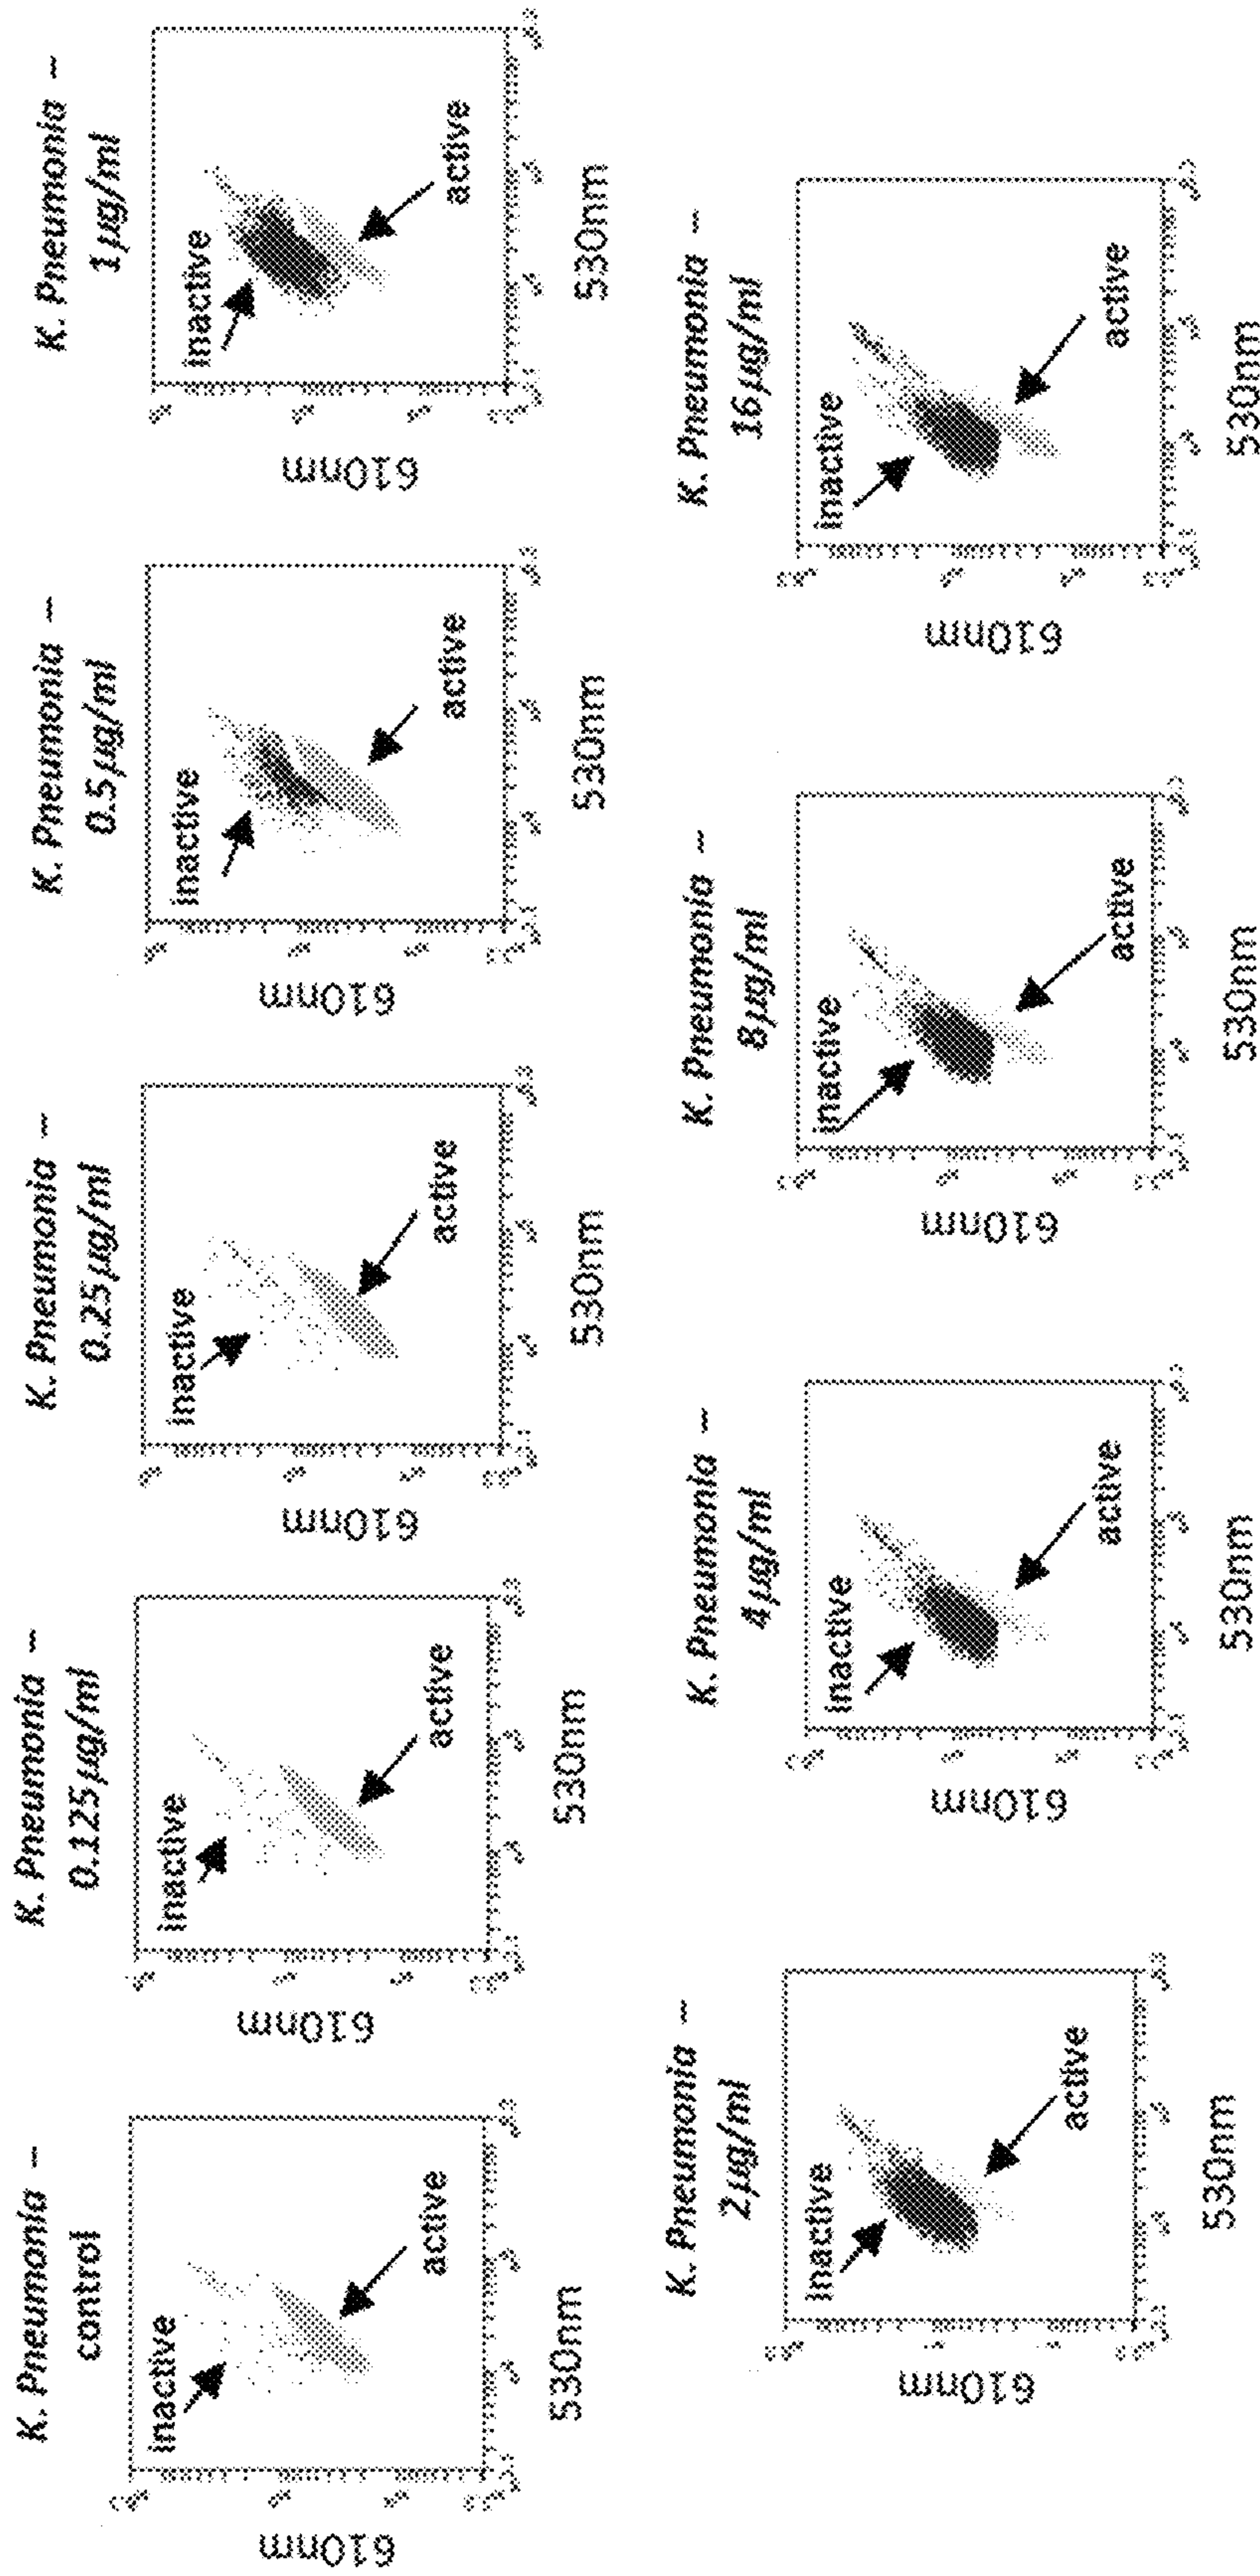 K. Pneumonia –
control
inactive
active
610nm
530nm
K. Pneumonia –
0.125µg/ml
inactive
active
610nm
530nm
K. Pneumonia –
0.25µg/ml
inactive
active
610nm
530nm
K. Pneumonia –
0.5µg/ml
inactive
active
610nm
530nm
K. Pneumonia –
1µg/ml
inactive
active
610nm
530nm
K. Pneumonia –
2µg/ml
inactive
active
610nm
530nm
K. Pneumonia –
4µg/ml
inactive
active
610nm
530nm
K. Pneumonia –
8µg/ml
inactive
active
610nm
530nm
K. Pneumonia –
16µg/ml
inactive
active
610nm
530nm